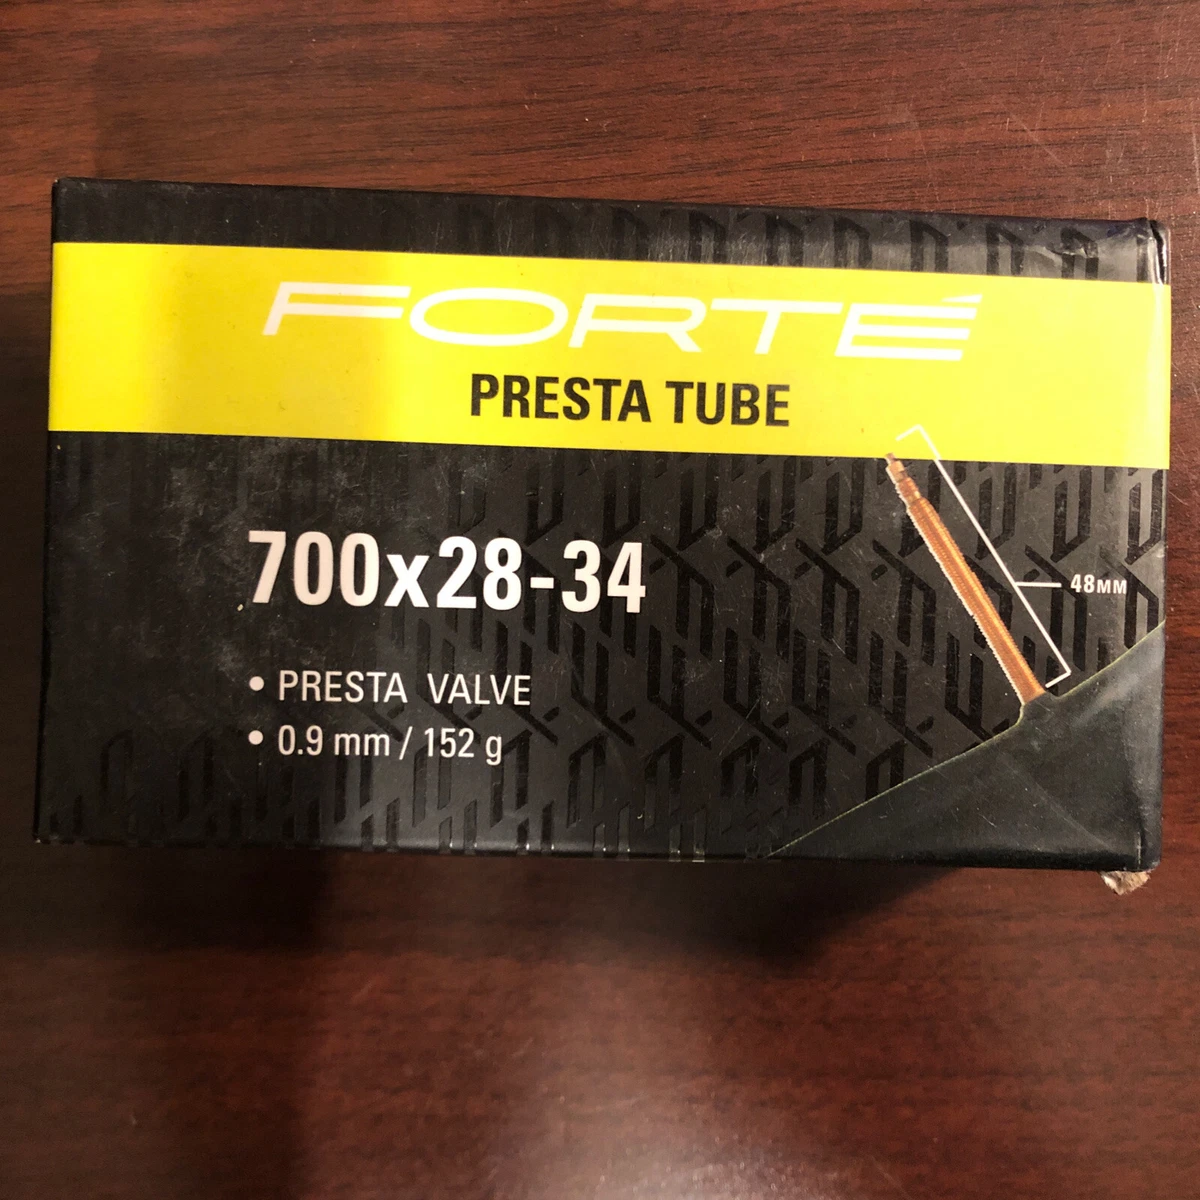 FORTÉ
PRESTA TUBE
700x28-34
48MM
• PRESTA VALVE
• 0.9 mm / 152 g